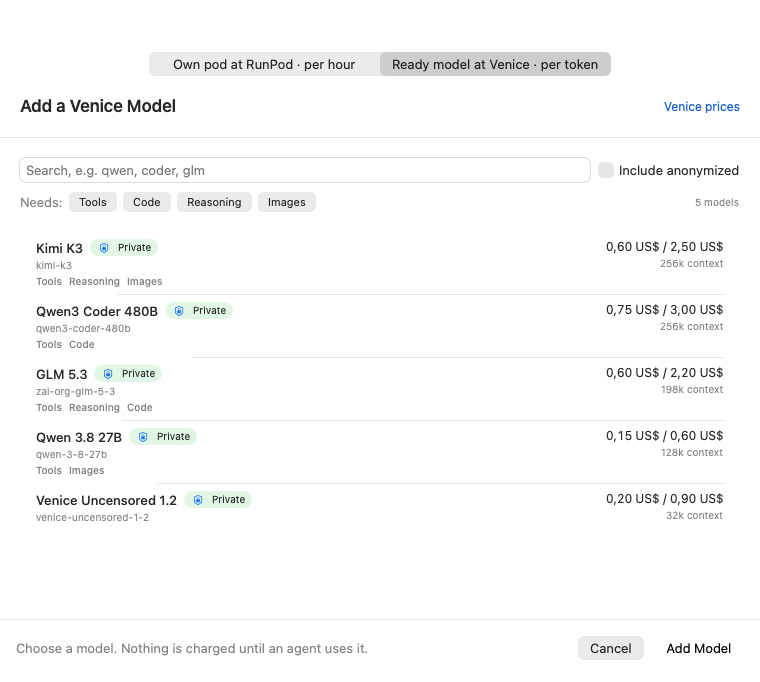 Own pod at RunPod · per hour
Ready model at Venice · per token
Add a Venice Model
Venice prices
Search, e.g. qwen, coder, glm
Include anonymized
Needs:
Tools
Code
Reasoning
Images
5 models
Kimi K3
Private
0,60 US$ / 2,50 US$
kimi-k3
256k context
Tools Reasoning Images
Qwen3 Coder 480B
Private
0,75 US$ / 3,00 US$
qwen3-coder-480b
256k context
Tools Code
GLM 5.3
Private
0,60 US$ / 2,20 US$
zai-org-glm-5-3
198k context
Tools Reasoning Code
Qwen 3.8 27B
Private
0,15 US$ / 0,60 US$
qwen-3-8-27b
128k context
Tools Images
Venice Uncensored 1.2
Private
0,20 US$ / 0,90 US$
venice-uncensored-1-2
32k context
Choose a model. Nothing is charged until an agent uses it.
Cancel
Add Model